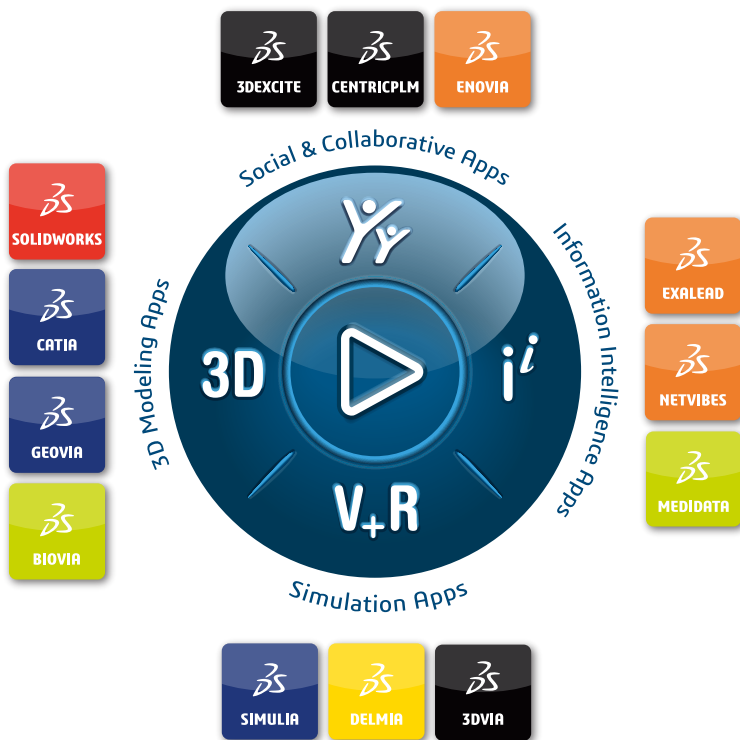 3DEXCITE
CENTRICPLM
ENOVIA
Social & Collaborative Apps
SOLIDWORKS
CATIA
GEOVIA
BIOVIA
3D Modeling Apps
3D
i i
V+R
Information Intelligence Apps
EXALEAD
NETVIBES
MEDIDATA
Simulation Apps
SIMULIA
DELMIA
3DVIA